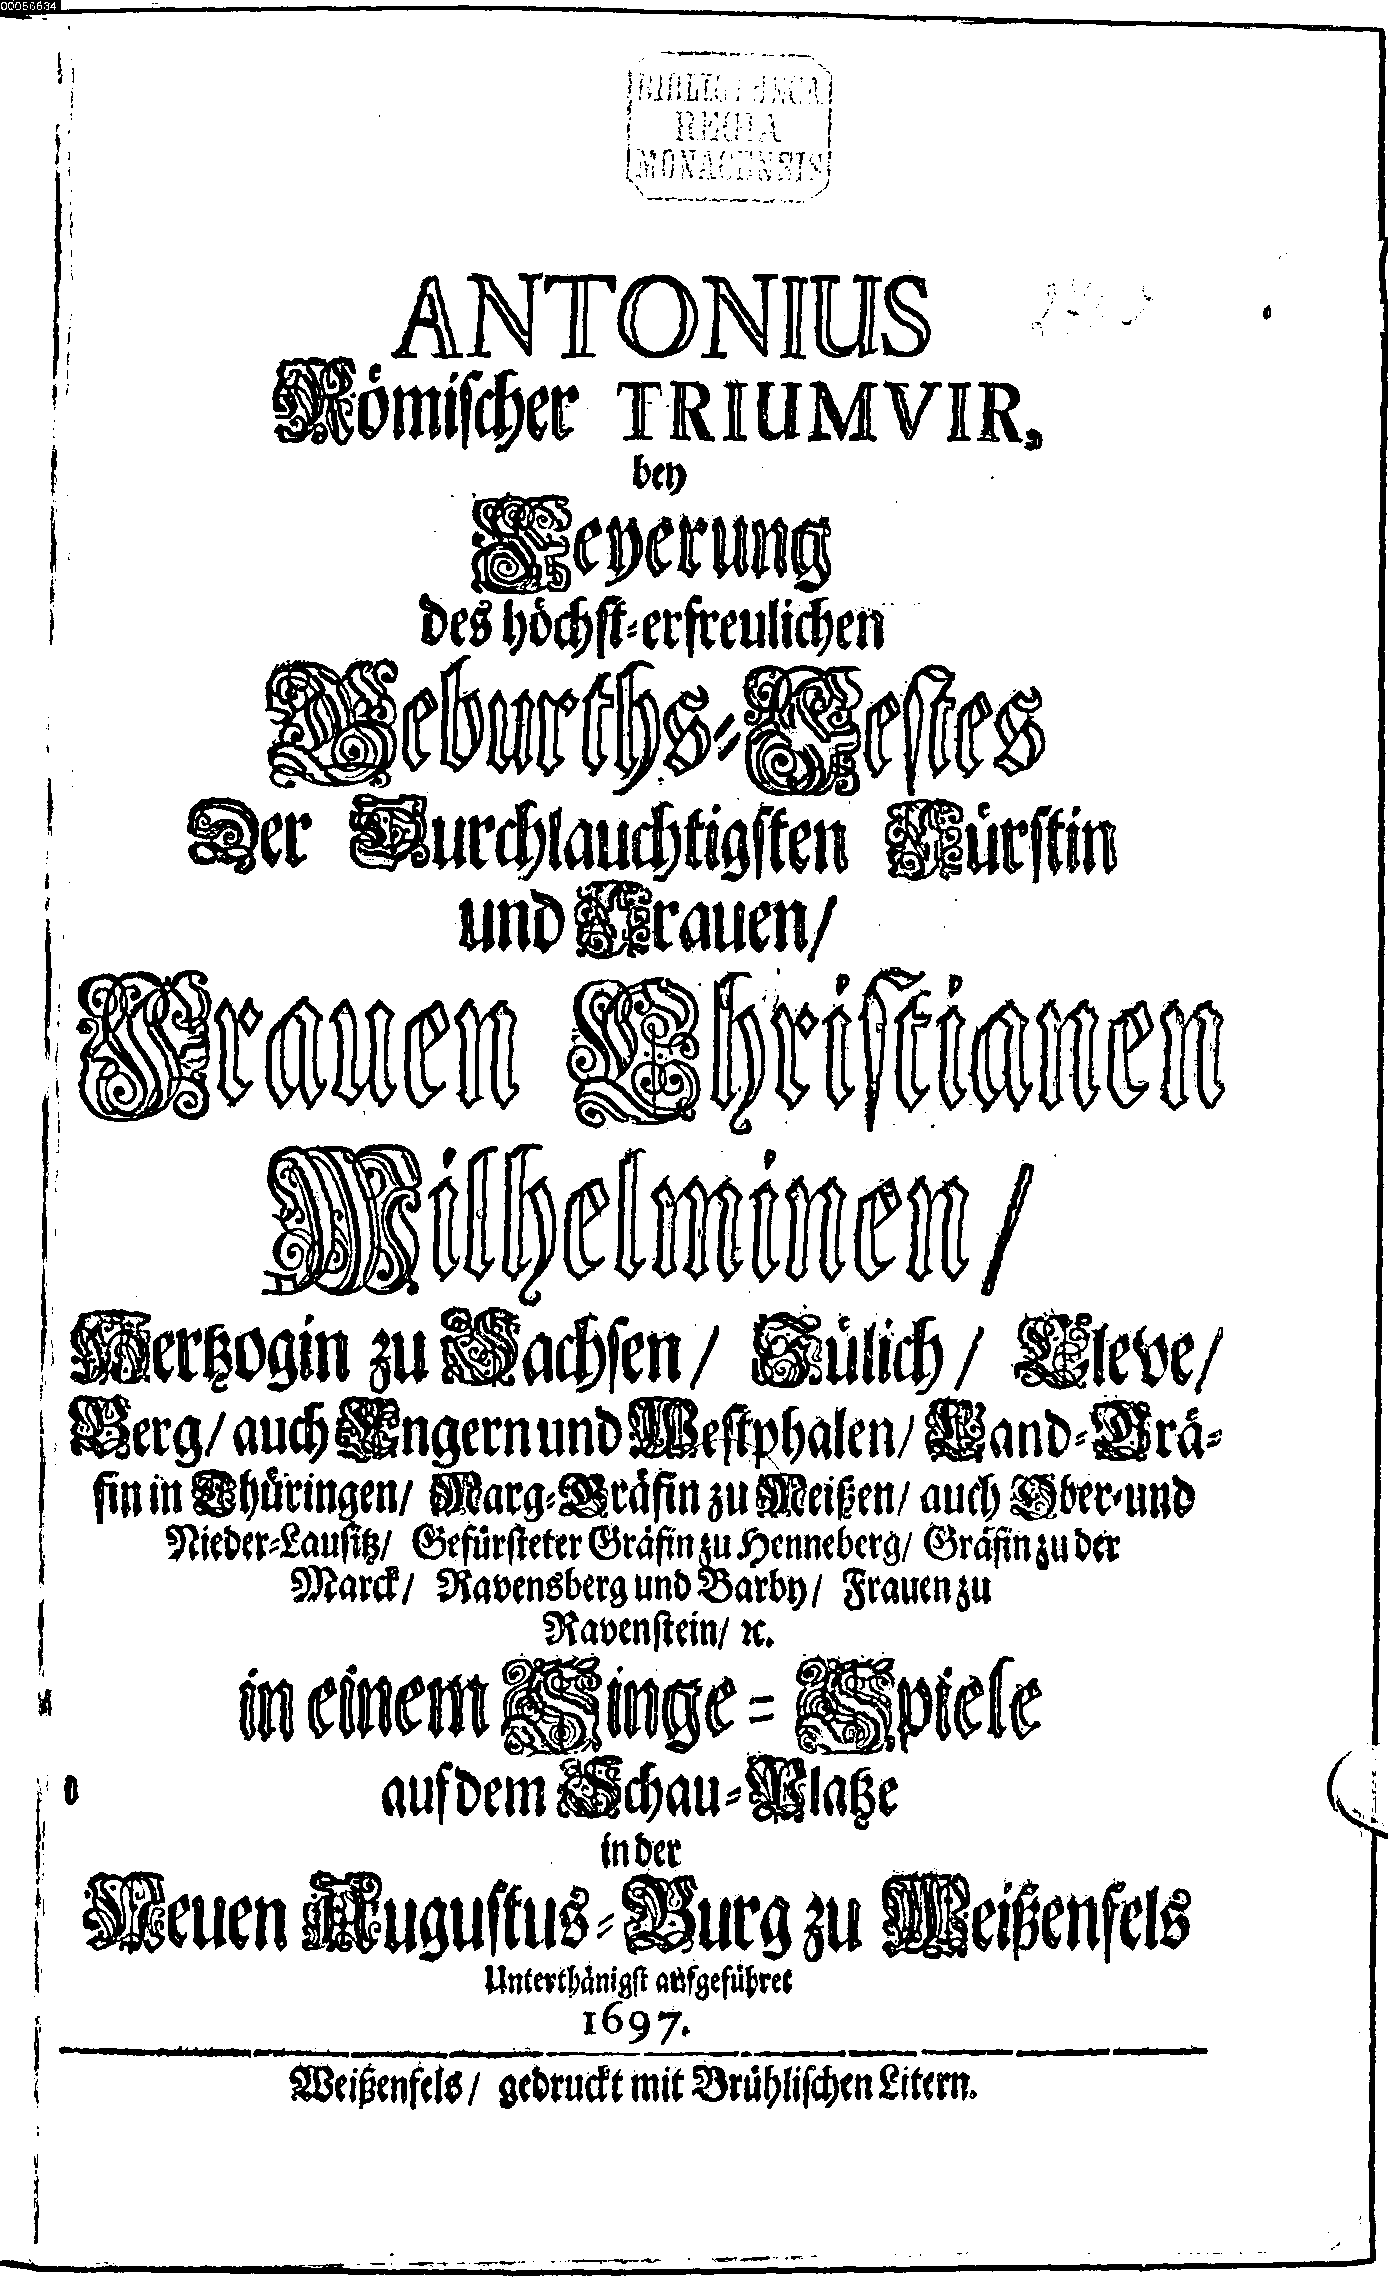 00056634
BIBLIOTHECA
REGIA
MONACENSIS
ANTONIUS
Römischer TRIUMVIR,
bey
Feyerung
des höchst-erfreulichen
Geburths-Festes
Der Durchlauchtigsten Fürstin
und Frauen/
Frauen Christianen
Wilhelminen/
Hertzogin zu Sachsen/ Jülich/ Cleve/
Berg/ auch Engern und Westphalen/ Land-Grä-
fin in Thüringen/ Marg-Gräfin zu Meißen/ auch Ober-und
Nieder-Lausitz/ Gefürsteter Gräfin zu Henneberg/ Gräfin zu der
Marck/ Ravensberg und Barby/ Frauen zu
Ravenstein/ ꝛc.
in einem Singe-Spiele
auf dem Schau-Platze
in der
Neuen Augustus-Burg zu Weißenfels
Unterthänigst aufgeführet
1697.
Weißenfels/ gedruckt mit Brühlischen Litern.